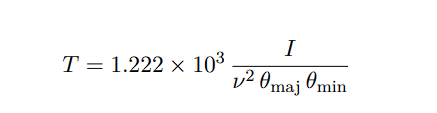 T = 1.222 × 10³ I / (ν² θ_maj θ_min)